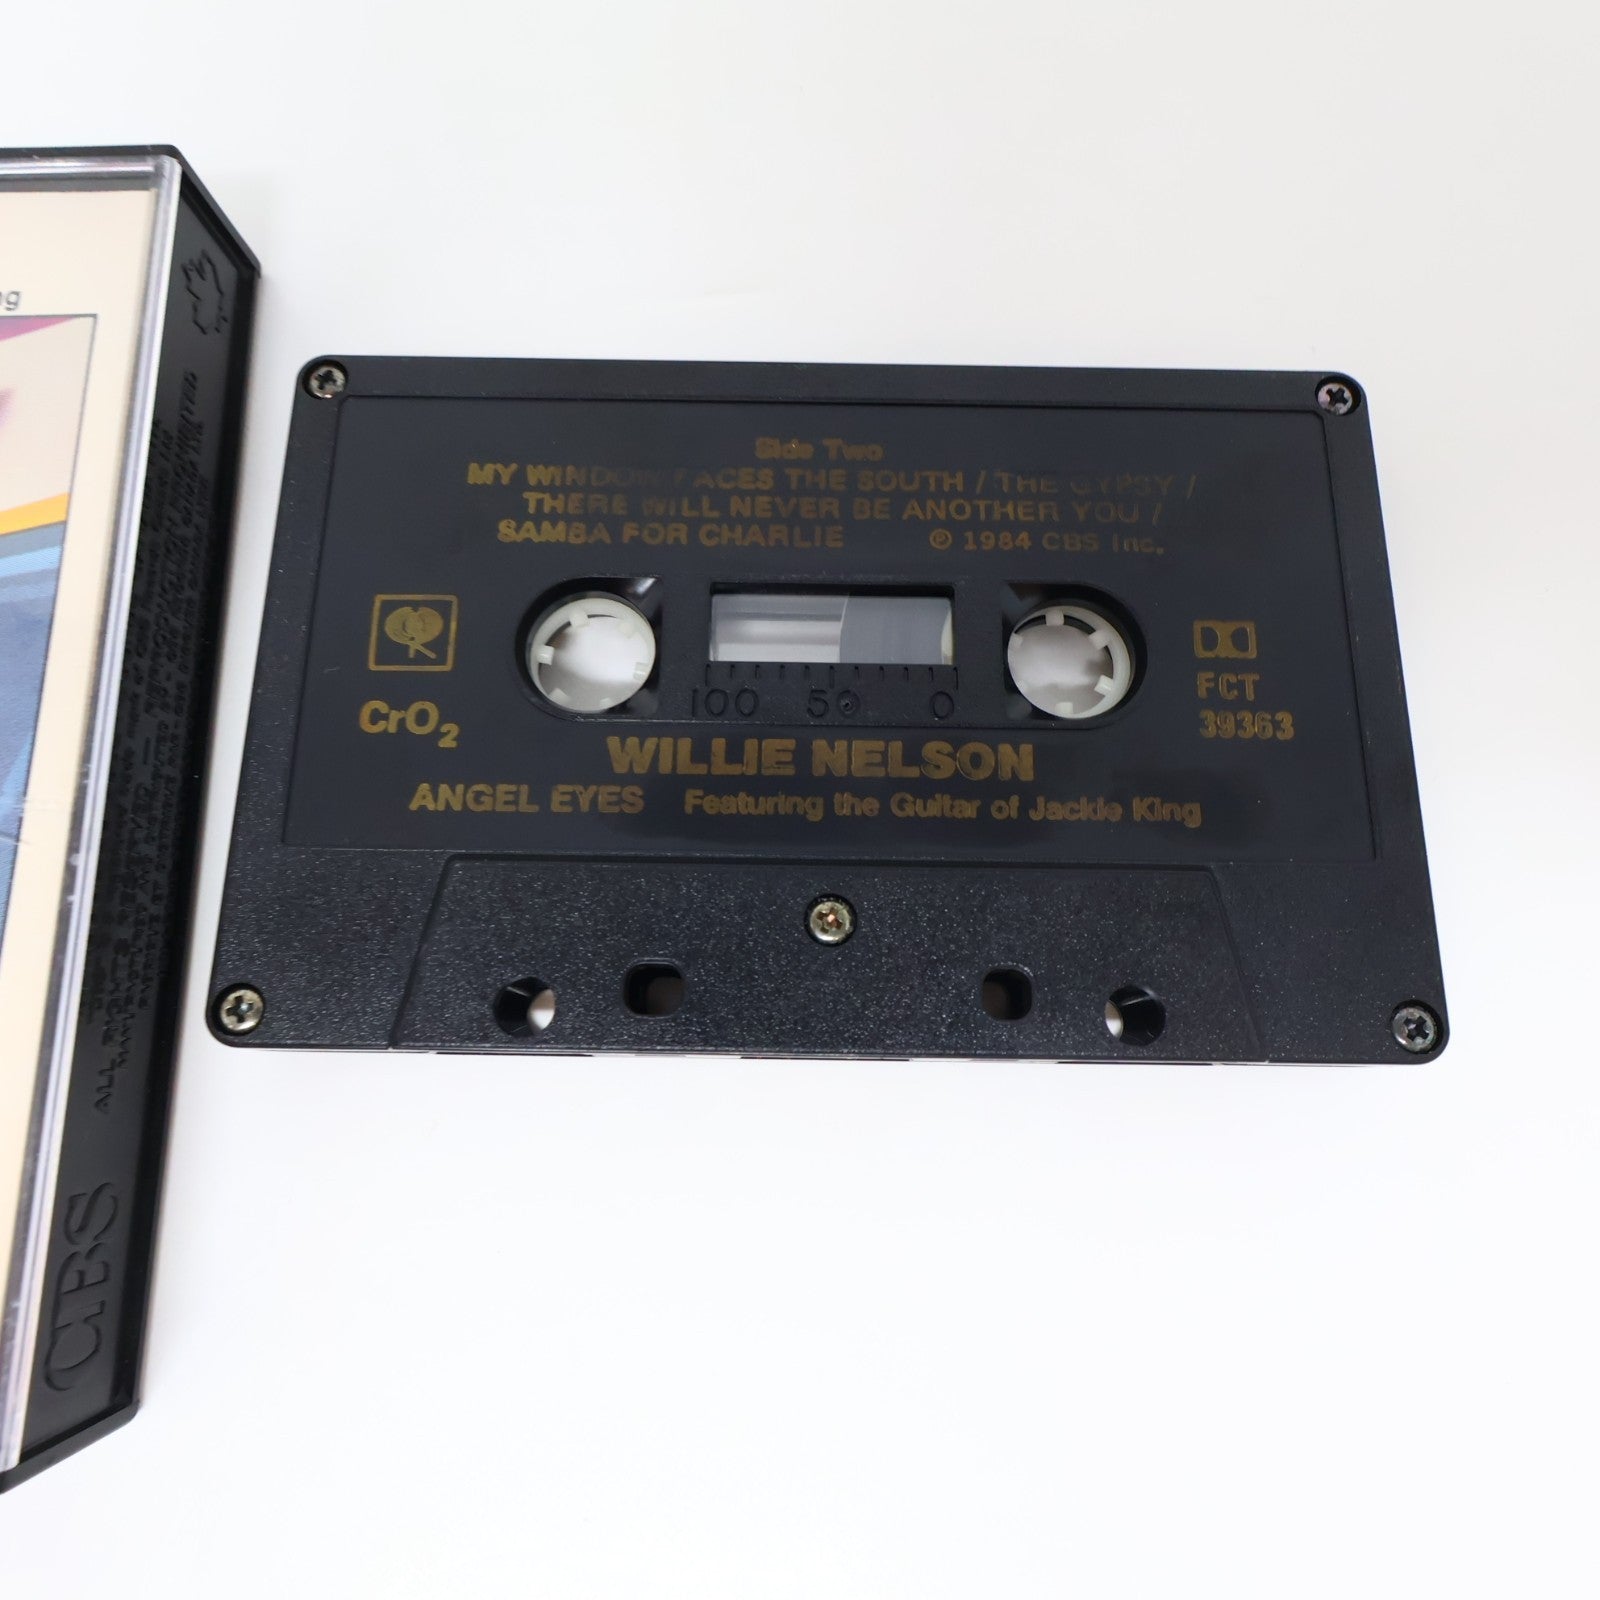 Side Two
MY WINDOW FACES THE SOUTH / THE GYPSY /
THERE WILL NEVER BE ANOTHER YOU /
SAMBA FOR CHARLIE ℗ 1984 CBS Inc.
CrO2
100 50 0
FCT
39363
WILLIE NELSON
ANGEL EYES Featuring the Guitar of Jackie King
CBS
ng